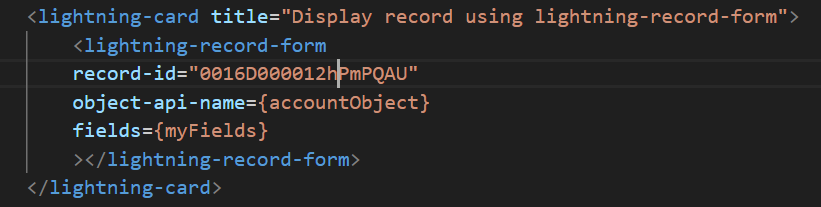 <lightning-card title="Display record using lightning-record-form">
<lightning-record-form
record-id="0016D000012hPmPQAU"
object-api-name={accountObject}
fields={myFields}
></lightning-record-form>
</lightning-card>